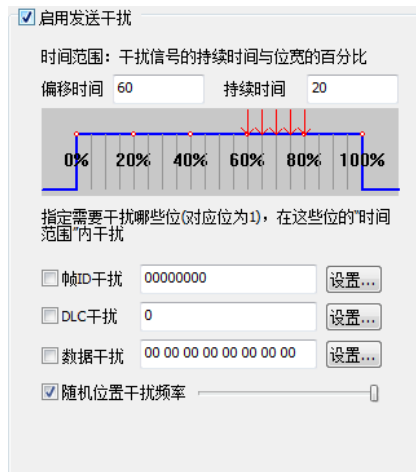 启用发送干扰
时间范围：干扰信号的持续时间与位宽的百分比
偏移时间 60 持续时间 20
0% 20% 40% 60% 80% 100%
指定需要干扰哪些位(对应位为1)，在这些位的"时间
范围"内干扰
帧ID干扰 00000000 设置...
DLC干扰 0 设置...
数据干扰 00 00 00 00 00 00 00 00 设置...
随机位置干扰频率